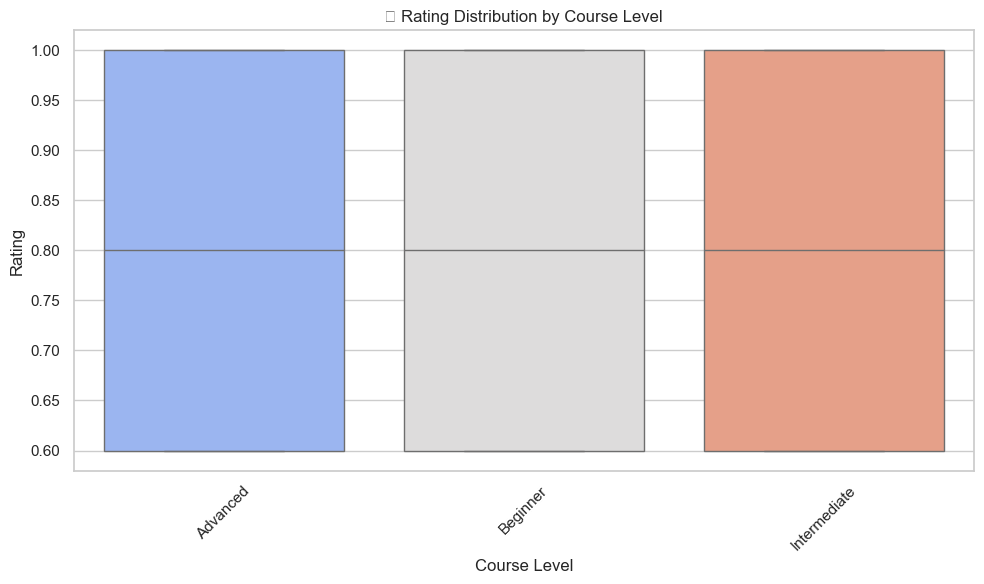 Rating Distribution by Course Level
Rating
1.00
0.95
0.90
0.85
0.80
0.75
0.70
0.65
0.60
Advanced
Beginner
Intermediate
Course Level